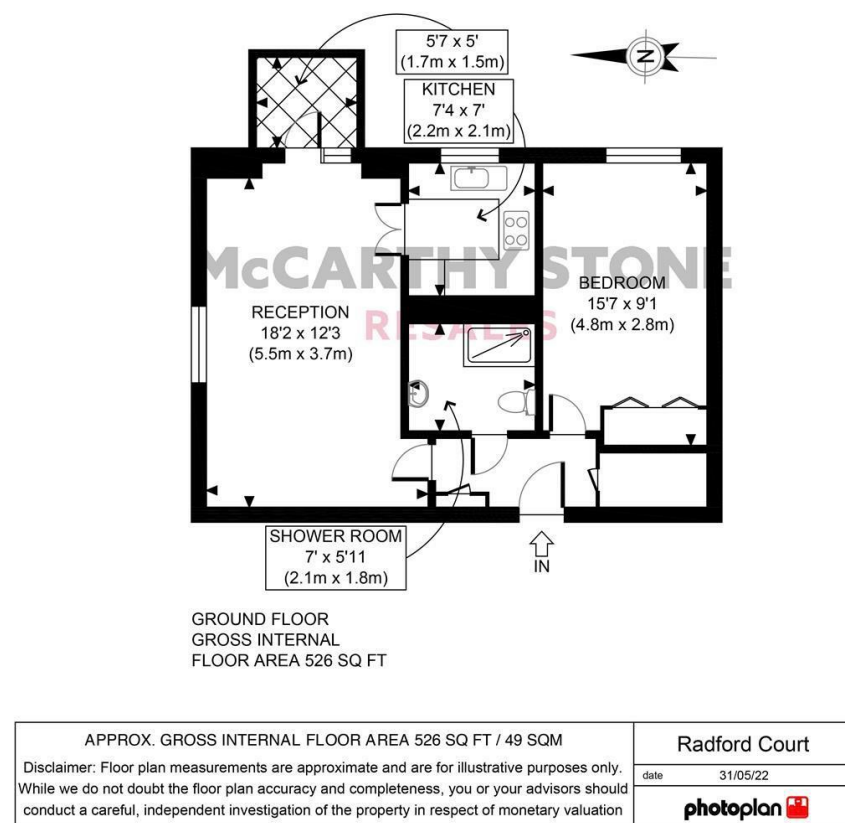 5'7 x 5'
(1.7m x 1.5m)
N
KITCHEN
7'4 x 7'
(2.2m x 2.1m)
McCARTHY STONE
RESALES
BEDROOM
15'7 x 9'1
(4.8m x 2.8m)
RECEPTION
18'2 x 12'3
(5.5m x 3.7m)
SHOWER ROOM
7' x 5'11
(2.1m x 1.8m)
IN
GROUND FLOOR
GROSS INTERNAL
FLOOR AREA 526 SQ FT
APPROX. GROSS INTERNAL FLOOR AREA 526 SQ FT / 49 SQM
Disclaimer: Floor plan measurements are approximate and are for illustrative purposes only.
While we do not doubt the floor plan accuracy and completeness, you or your advisors should
conduct a careful, independent investigation of the property in respect of monetary valuation
Radford Court
date 31/05/22
photoplan